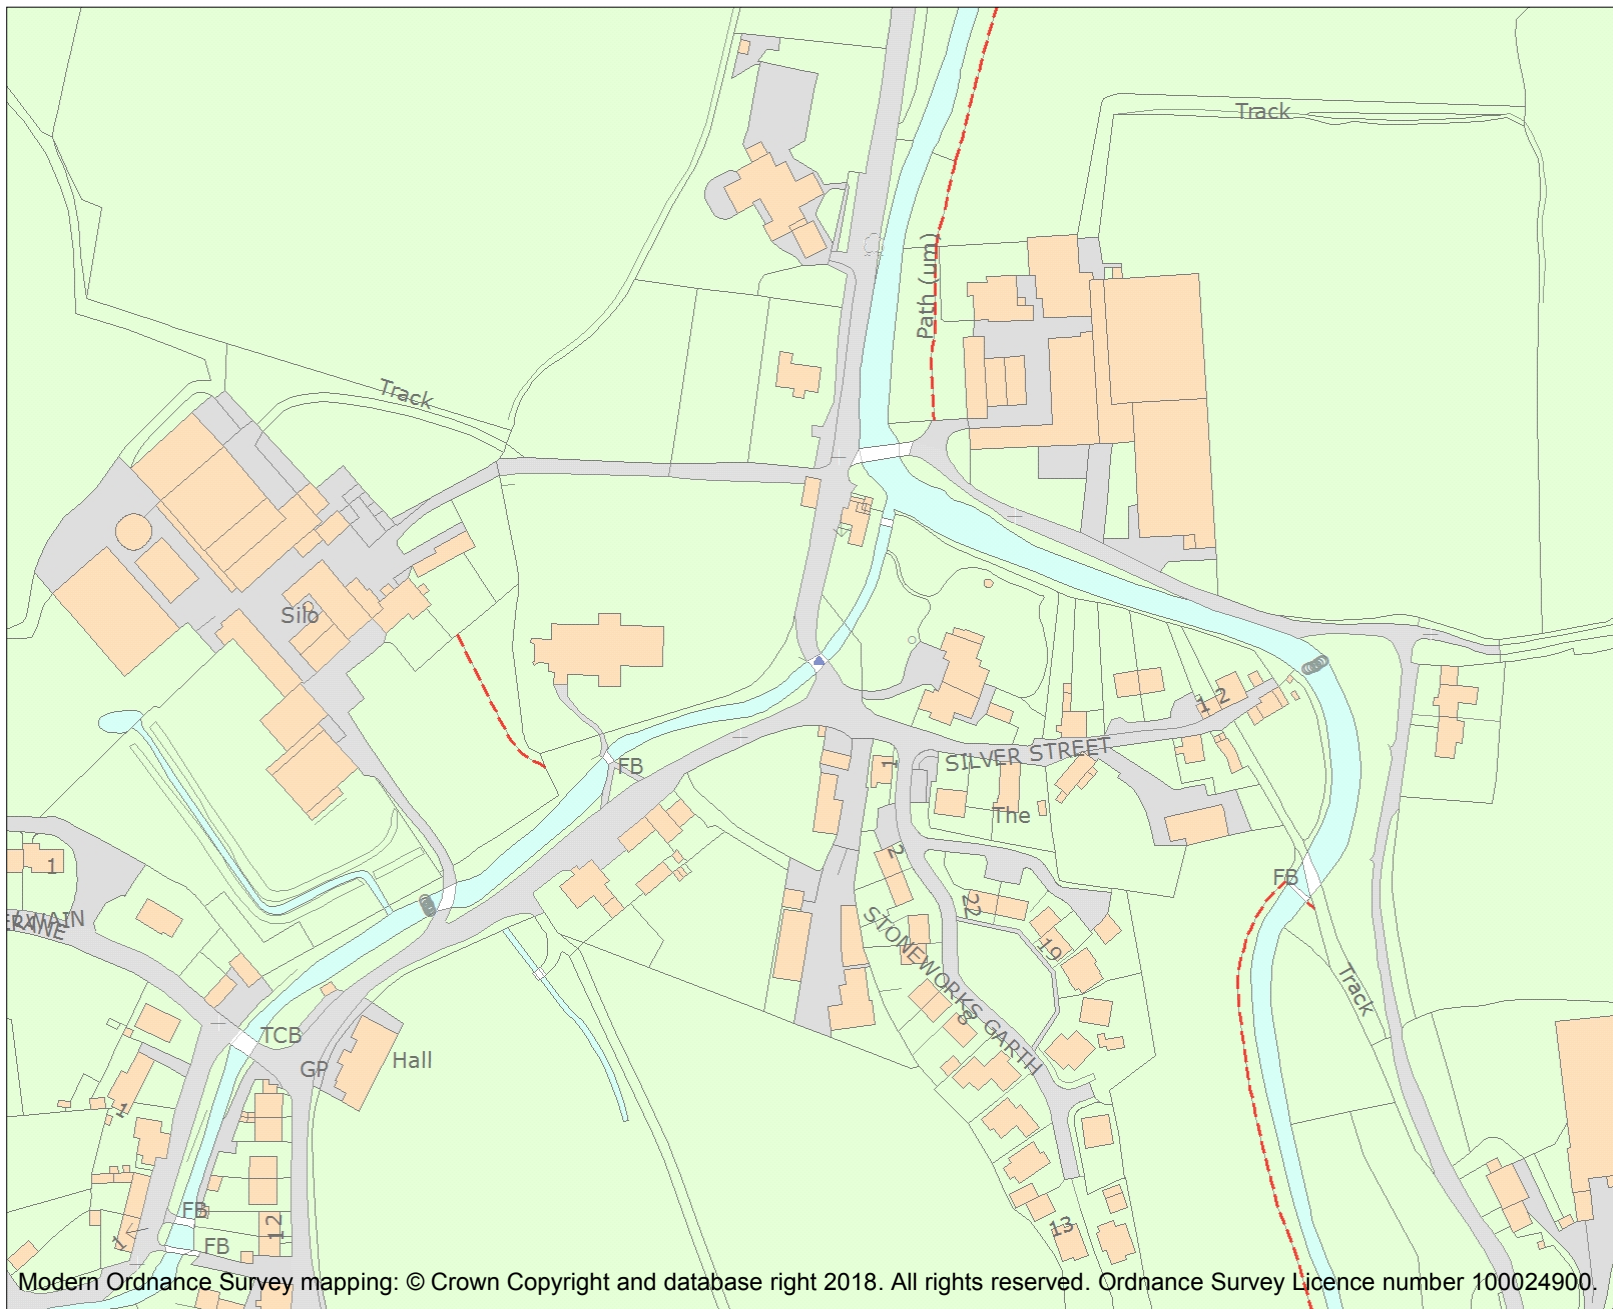 Track
Path (um)
Track
Silo
1 2
SILVER STREET
FB
1
The
2
1
FB
22
STONEWORKS GARTH
19
8
Track
TCB
GP
Hall
1
FB
12
FB
1
13
Modern Ordnance Survey mapping: © Crown Copyright and database right 2018. All rights reserved. Ordnance Survey Licence number 100024900.